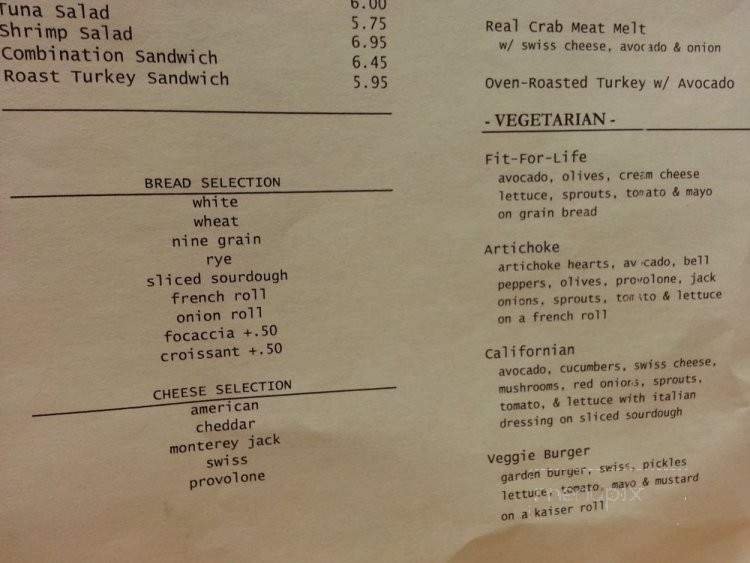 Tuna Salad 6.00
Shrimp Salad 5.75
Combination Sandwich 6.95
Roast Turkey Sandwich 6.45
5.95
BREAD SELECTION
white
wheat
nine grain
rye
sliced sourdough
french roll
onion roll
focaccia +.50
croissant +.50
CHEESE SELECTION
american
cheddar
monterey jack
swiss
provolone
Real Crab Meat Melt
w/ swiss cheese, avocado & onion
Oven-Roasted Turkey w/ Avocado
- VEGETARIAN -
Fit-For-Life
avocado, olives, cream cheese
lettuce, sprouts, tomato & mayo
on grain bread
Artichoke
artichoke hearts, avocado, bell
peppers, olives, provolone, jack
onions, sprouts, tomato & lettuce
on a french roll
Californian
avocado, cucumbers, swiss cheese,
mushrooms, red onions, sprouts,
tomato, & lettuce with italian
dressing on sliced sourdough
Veggie Burger
garden burger, swiss, pickles
lettuce, tomato, mayo & mustard
on a kaiser roll
menupix